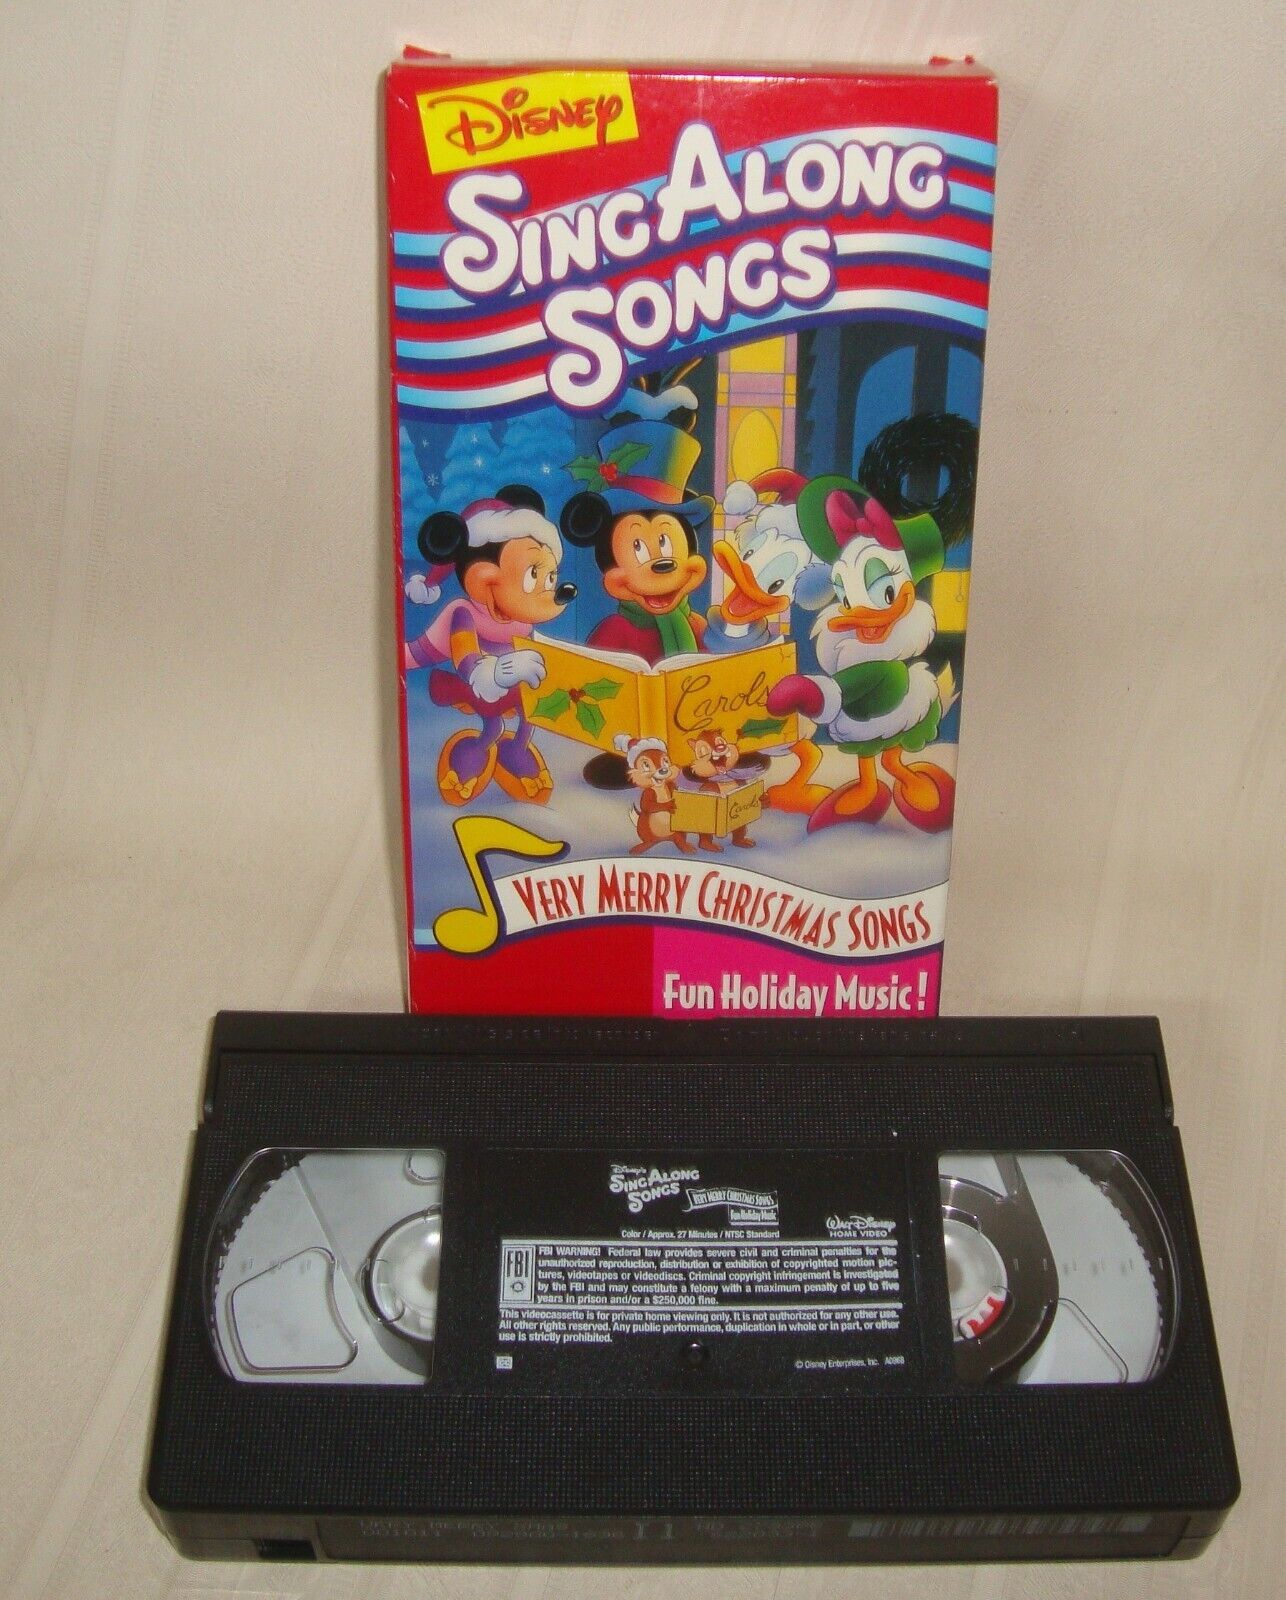 Disney
Sing Along
Songs
Carols
Carols
Very Merry Christmas Songs
Fun Holiday Music!
Disney's
Sing Along
Songs
Very Merry Christmas Songs
Fun Holiday Music
Color / Approx. 27 Minutes / NTSC Standard
Walt Disney
HOME VIDEO
FBI
FBI WARNING! Federal law provides severe civil and criminal penalties for the
unauthorized reproduction, distribution or exhibition of copyrighted motion pic-
tures, videotapes or videodiscs. Criminal copyright infringement is investigated
by the FBI and may constitute a felony with a maximum penalty of up to five
years in prison and/or a $250,000 fine.
This videocassette is for private home viewing only. It is not authorized for any other use.
All other rights reserved. Any public performance, duplication in whole or in part, or other
use is strictly prohibited.
© Disney Enterprises, Inc. A0968